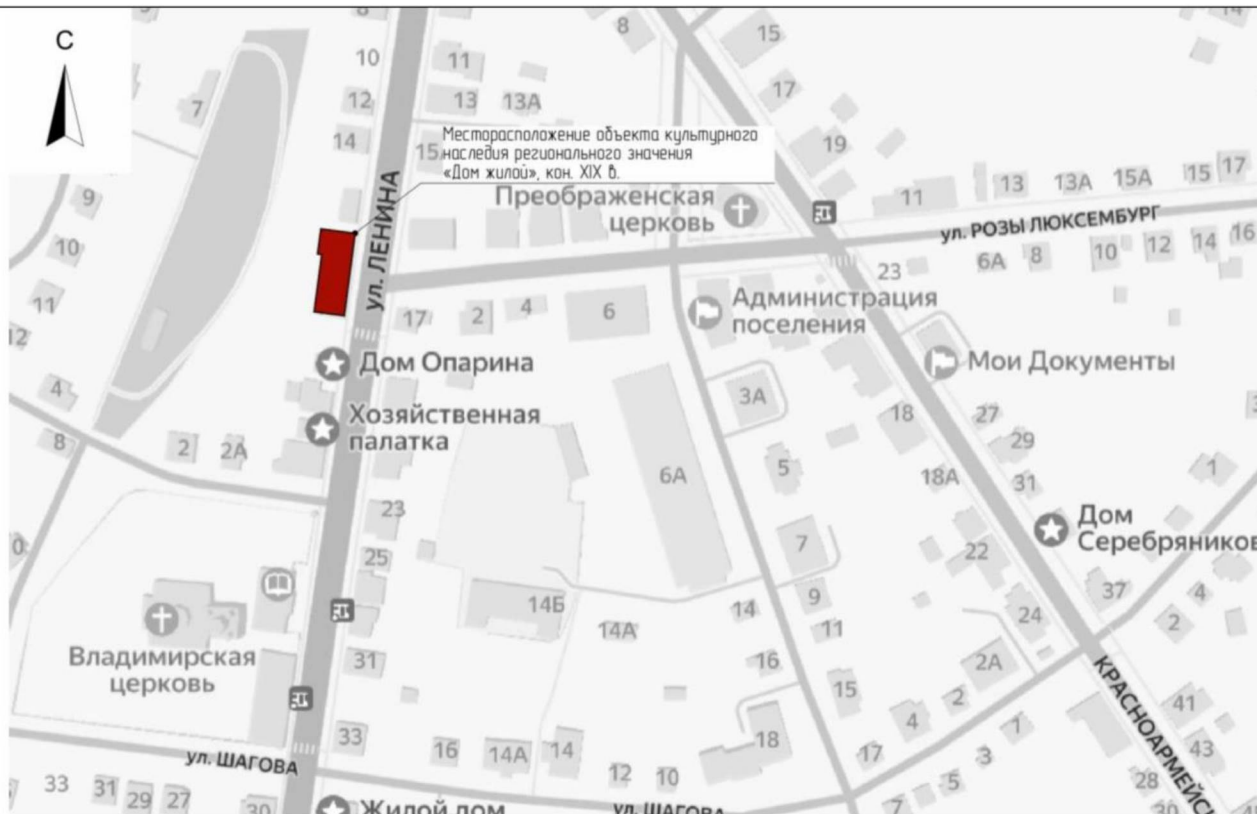 С
8
10
12
14
7
9
10
11
12
4
8
2
2А
11
13
13А
15
Месторасположение объекта культурного
наследия регионального значения
«Дом жилой», кон. XIX в.
ул. ЛЕНИНА
8
15
17
19
14
Преображенская
церковь
11
13
13А
15А
15
17
ул. РОЗЫ ЛЮКСЕМБУРГ
23
6А
8
10
12
14
16
17
2
4
6
Администрация
поселения
Мои Документы
Дом Опарина
Хозяйственная
палатка
3А
5
6А
7
9
11
18
18А
27
29
31
1
Дом
Серебряников
22
24
37
4
2
23
25
31
33
14Б
14А
14
16
18
15
17
4
2
2А
3
5
7
1
Владимирская
церковь
ул. ШАГОВА
16
14А
14
12
10
33
31
29
27
30
Жилой дом
ул. ШАГОВА
КРАСНОАРМЕЙС
41
43
28
30